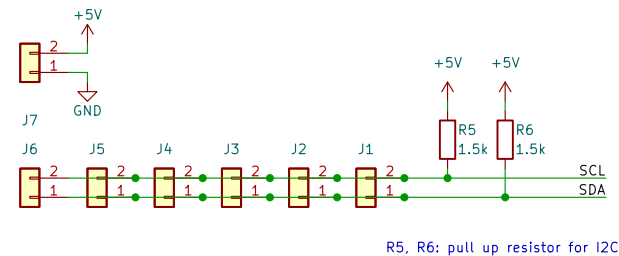 +5V
2
1
GND
J7
+5V +5V
R5 R6
1.5k 1.5k
J6 J5 J4 J3 J2 J1
2 2 2 2 2 2 SCL
1 1 1 1 1 1 SDA
R5, R6: pull up resistor for I2C